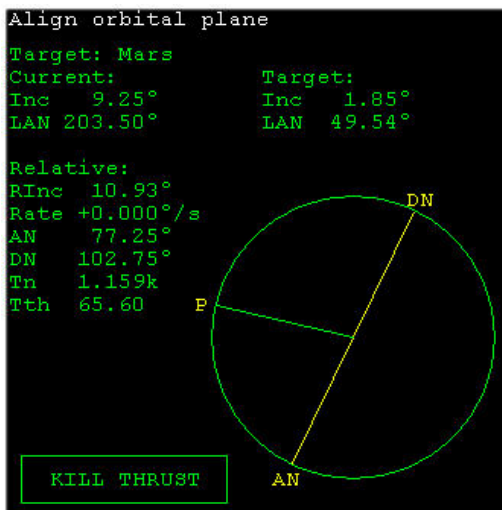 Align orbital plane
Target: Mars
Current: Target:
Inc 9.25° Inc 1.85°
LAN 203.50° LAN 49.54°
Relative:
RInc 10.93°
Rate +0.000°/s
AN 77.25°
DN 102.75°
Tn 1.159k
Tth 65.60
DN
P
AN
KILL THRUST